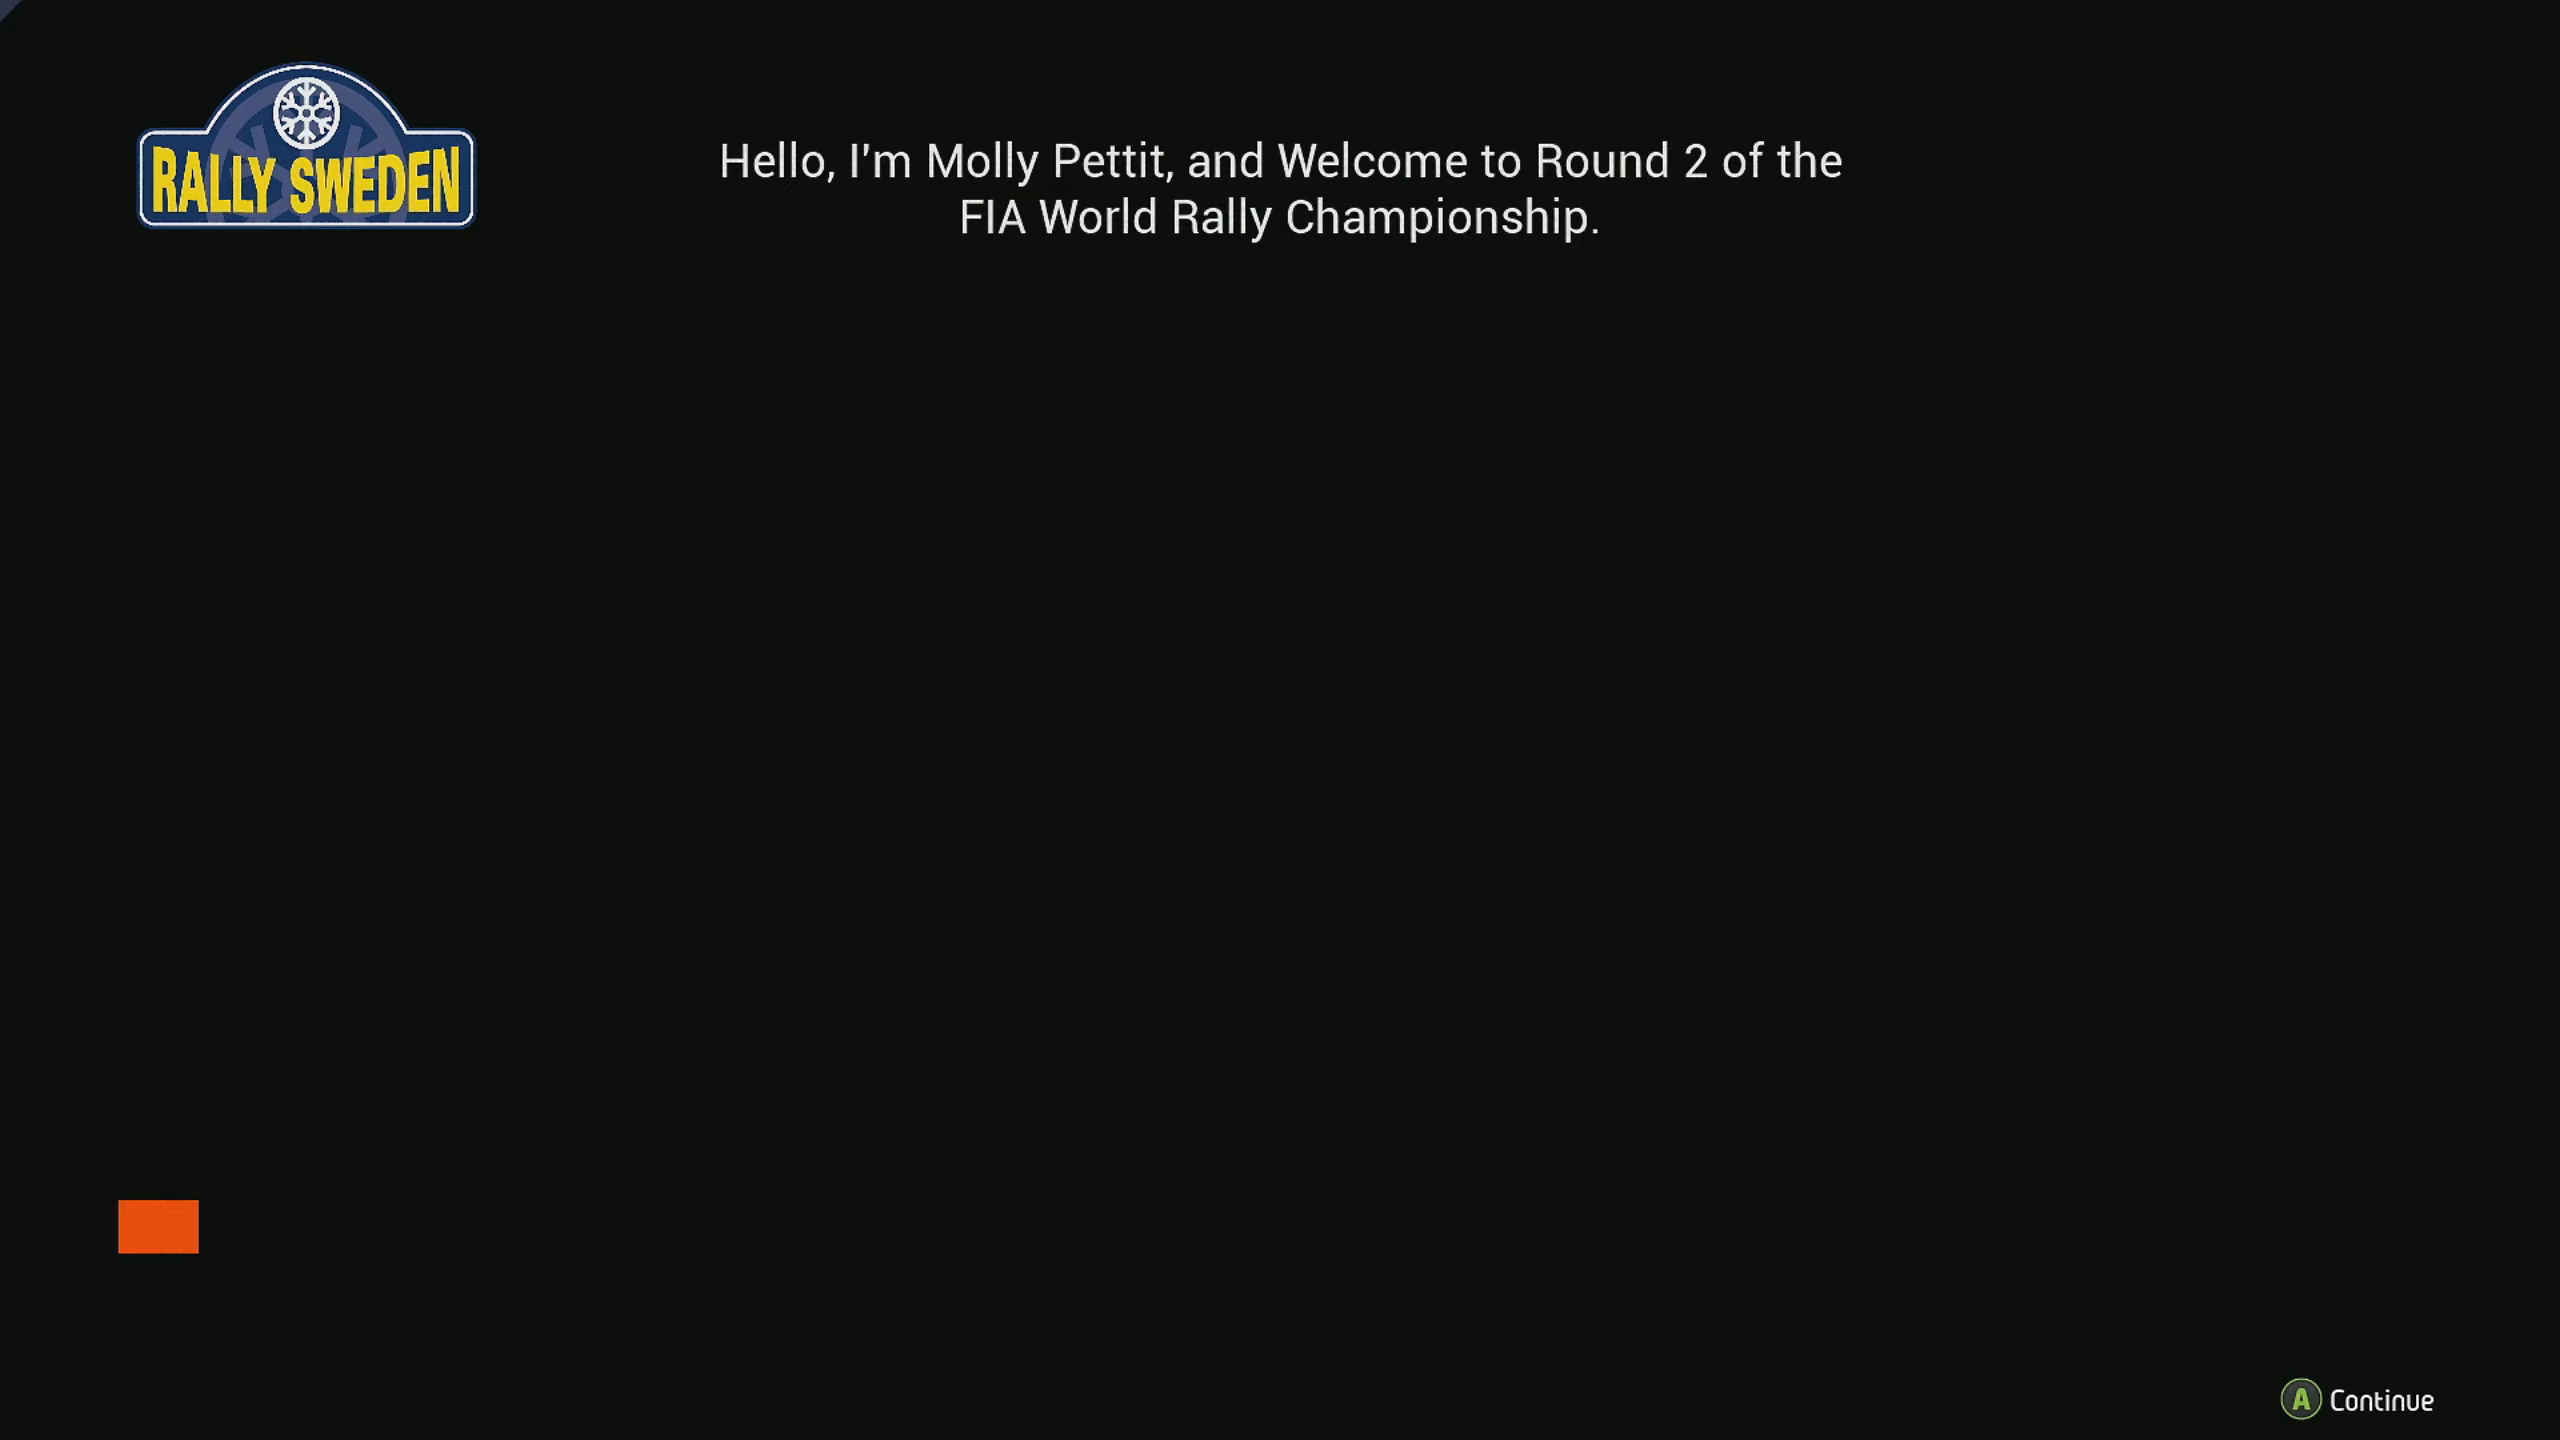 RALLY SWEDEN
Hello, I'm Molly Pettit, and Welcome to Round 2 of the
FIA World Rally Championship.
A Continue